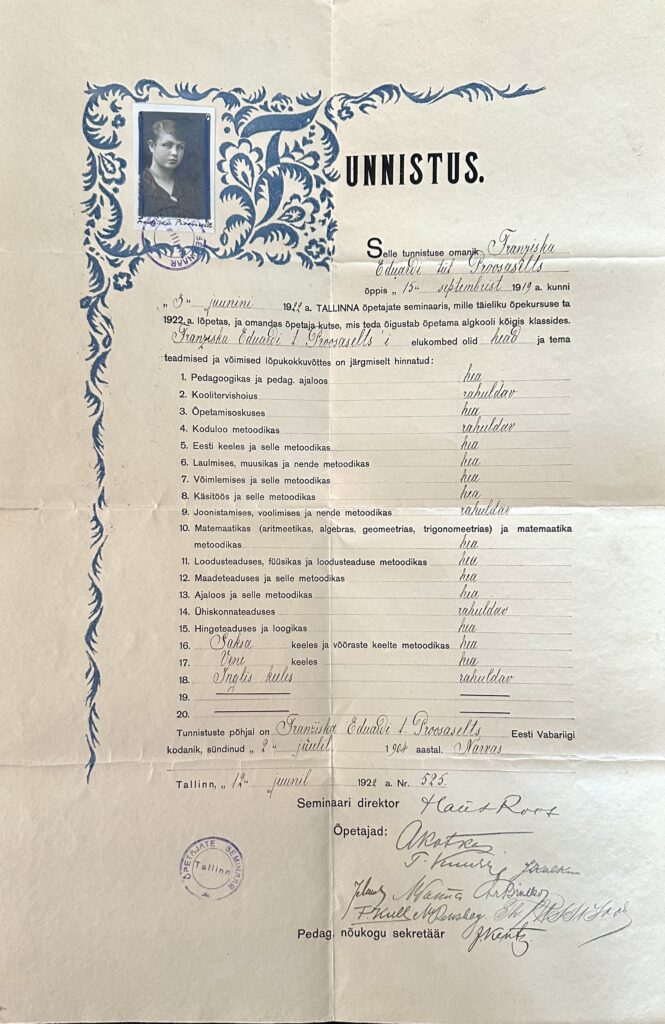 TUNNISTUS.
Selle tunnistuse omanik Franziska
Eduardi tüt Proosaselts
õppis „ 15 " septembrist 1919 a. kunni
„ 3 " juunini 1922 a. TALLINNA õpetajate seminaris, mille täieliku õpekursuse ta
1922 a. lõpetas, ja omandas õpetaja kutse, mis teda õigustab õpetama algkooli kõigis klassides.
Franziska Eduardi t Proosaselts'i elukombed olid head ja tema
teadmised ja võimised lõpukokkuvõttes on järgmiselt hinnatud:
1. Pedagoogikas ja pedag. ajaloos hea
2. Koolitervishoius rahuldav
3. Õpetamisoskuses hea
4. Koduloo metoodikas rahuldav
5. Eesti keeles ja selle metoodikas hea
6. Laulmises, muusikas ja nende metoodikas hea
7. Võimlemises ja selle metoodikas hea
8. Käsitöös ja selle metoodikas hea
9. Joonistamises, voolimises ja nende metoodikas rahuldav
10. Matemaatikas (aritmeetikas, algebras, geomeetrias, trigonomeetrias) ja matemaatika
metoodikas hea
11. Loodusteaduses, füüsikas ja loodusteaduse metoodikas hea
12. Maadeteaduses ja selle metoodikas hea
13. Ajaloos ja selle metoodikas hea
14. Ühiskonnateaduses rahuldav
15. Hingeteaduses ja loogikas hea
16. Saksa keeles ja võõraste keelte metoodikas hea
17. Vene keeles hea
18. Inglis keeles rahuldav
19.
20.
Tunnistuste põhjal on Franziska Eduardi t. Proosaselts Eesti Vabariigi
kodanik, sündinud „ 2 " juulil 1904 aastal Narvas
Tallinn, „ 12 " juunil 1922 a. Nr. 525.
Seminaari direktor
Õpetajad:
ÕPETAJATE SEMINAAR
Tallinn
Pedag. nõukogu sekretäär